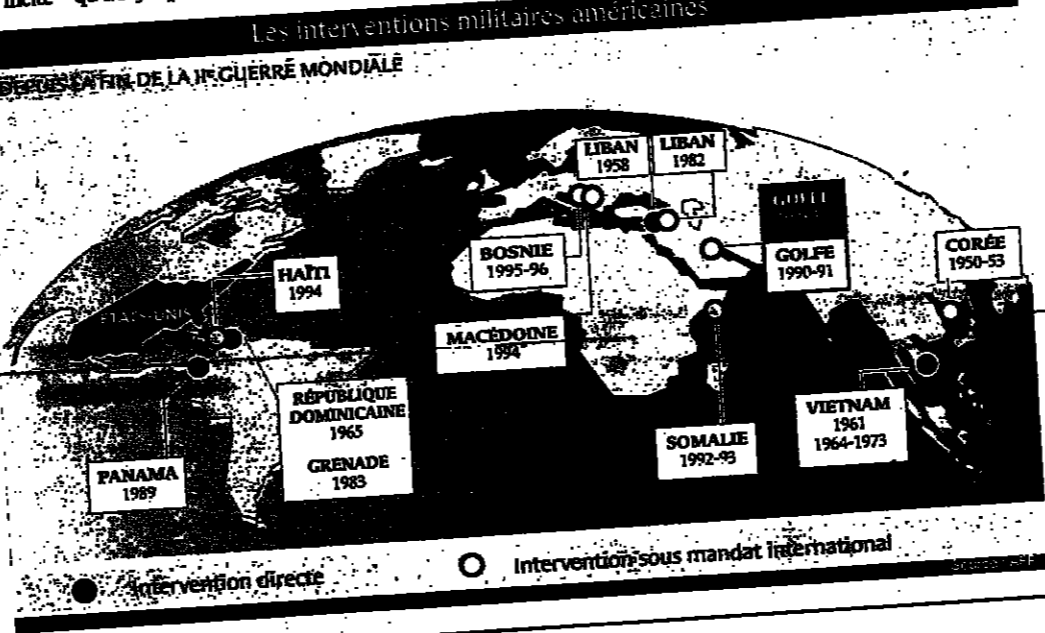 Les interventions militaires américaines
DEPUIS LA FIN DE LA IIᵉ GUERRE MONDIALE
LIBAN
1958
LIBAN
1982
GOLFE
BOSNIE
1995-96
GOLFE
1990-91
CORÉE
1950-53
HAÏTI
1994
ÉTATS-UNIS
MACÉDOINE
1994
RÉPUBLIQUE
DOMINICAINE
1965
GRENADE
1983
VIETNAM
1961
1964-1973
SOMALIE
1992-93
PANAMA
1989
Intervention directe
Intervention sous mandat international